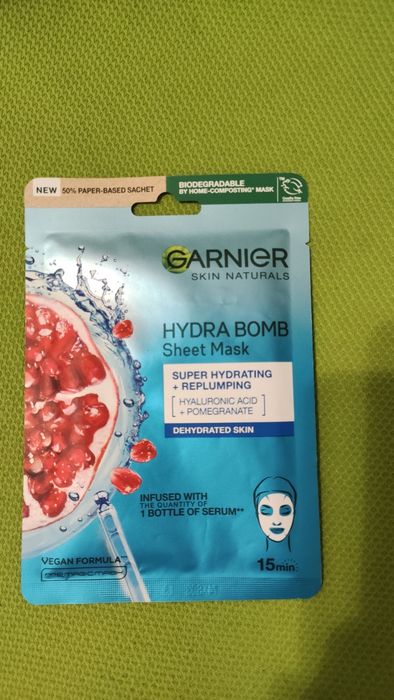 NEW 50% PAPER-BASED SACHET
BIODEGRADABLE
BY HOME-COMPOSTING* MASK
GARNIER
SKIN NATURALS
HYDRA BOMB
Sheet Mask
SUPER HYDRATING
+ REPLUMPING
[HYALURONIC ACID
+ POMEGRANATE]
DEHYDRATED SKIN
INFUSED WITH
THE QUANTITY OF
1 BOTTLE OF SERUM**
VEGAN FORMULA
15min